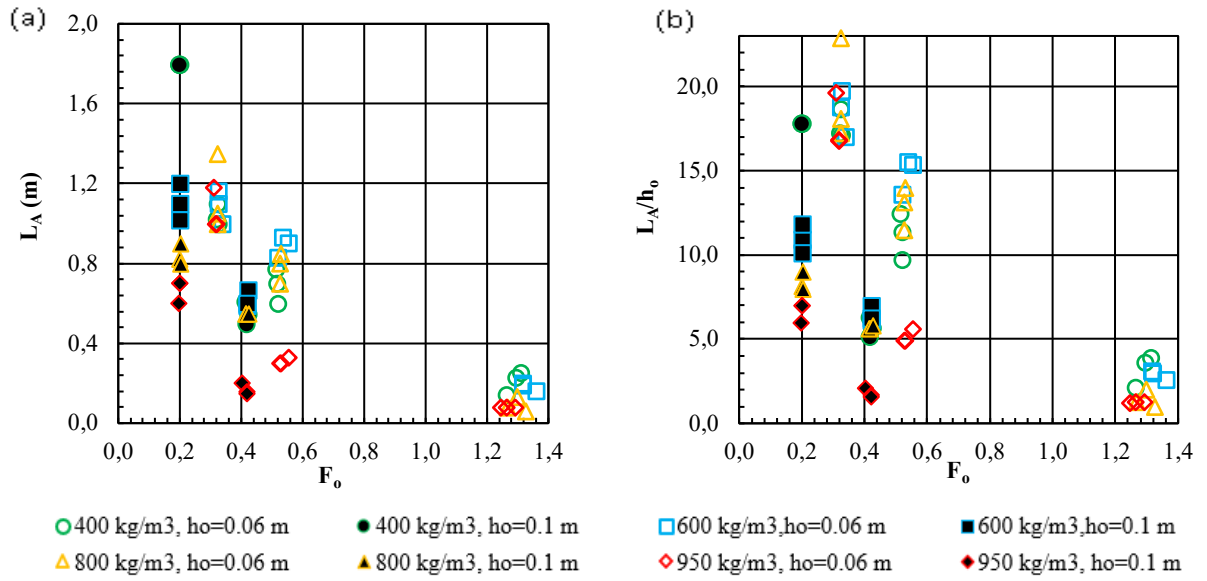 (a)
2,0
1,6
1,2
0,8
0,4
0,0
L_A (m)
0,0 0,2 0,4 0,6 0,8 1,0 1,2 1,4
F_o
(b)
20,0
15,0
10,0
5,0
0,0
L_A/h_o
0,0 0,2 0,4 0,6 0,8 1,0 1,2 1,4
F_o
400 kg/m3, ho=0.06 m 400 kg/m3, ho=0.1 m 600 kg/m3,ho=0.06 m 600 kg/m3,ho=0.1 m
800 kg/m3, ho=0.06 m 800 kg/m3, ho=0.1 m 950 kg/m3, ho=0.06 m 950 kg/m3, ho=0.1 m